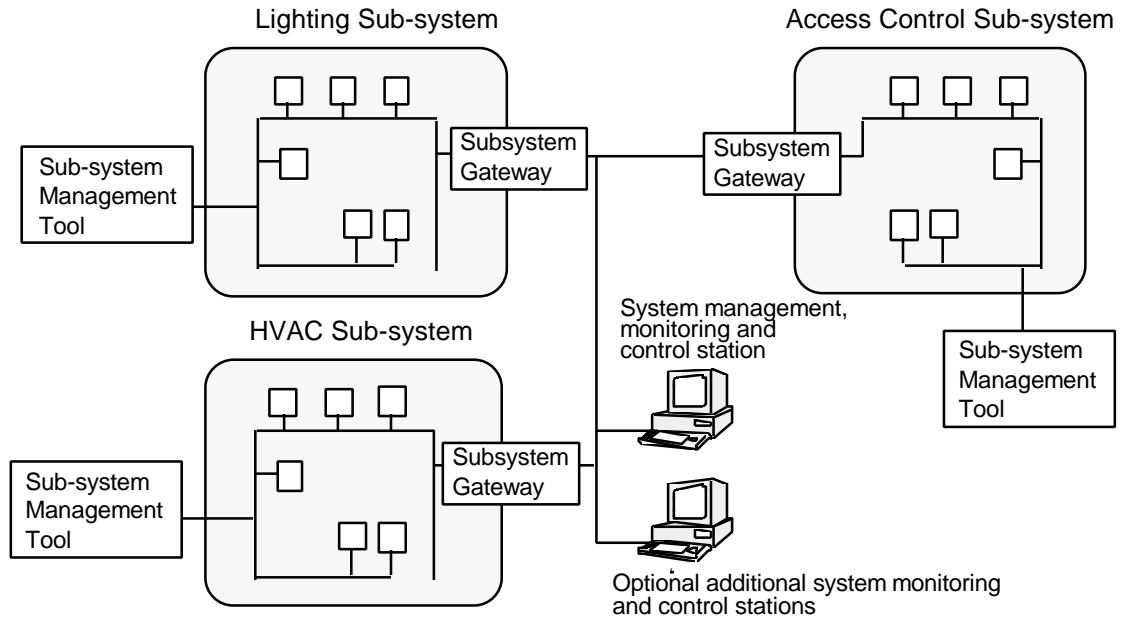 Lighting Sub-system
Access Control Sub-system
Subsystem
Gateway
Subsystem
Gateway
Sub-system
Management
Tool
System management,
monitoring and
control station
HVAC Sub-system
Sub-system
Management
Tool
Subsystem
Gateway
Sub-system
Management
Tool
Optional additional system monitoring
and control stations